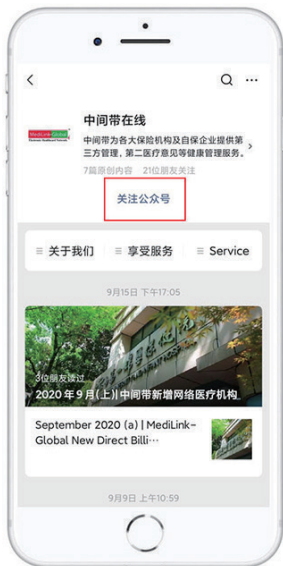 中间带在线
MediLink-Global
中间带为各大保险机构及自保企业提供第
三方管理，第二医疗意见等健康管理服务。
7篇原创内容 21位朋友关注
关注公众号
关于我们
享受服务
Service
9月15日 下午17:05
3位朋友读过
2020年9月(上)|中间带新增网络医疗机构
September 2020 (a) | MediLink-
Global New Direct Billi···
9月9日 上午10:59